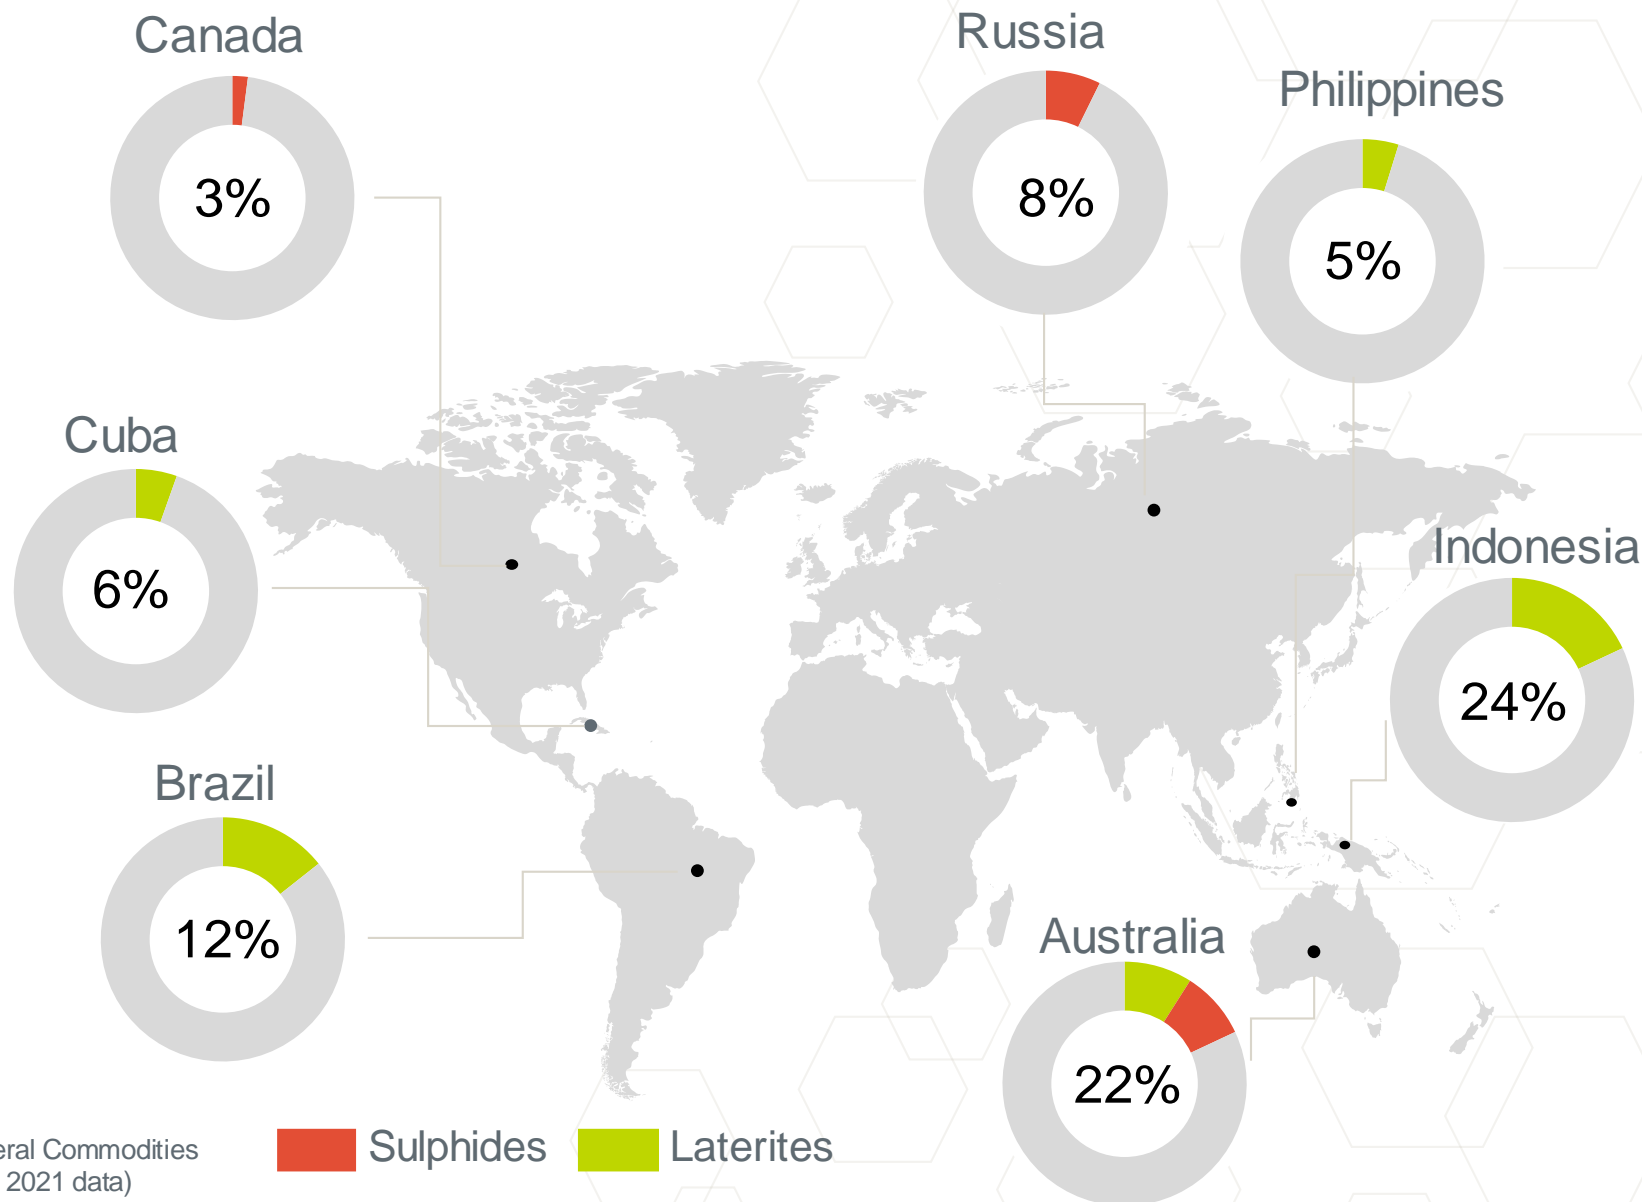 Canada
3%
Russia
8%
Philippines
5%
Cuba
6%
Indonesia
24%
Brazil
12%
Australia
22%
Commodities
2021 data)
Sulphides
Laterites